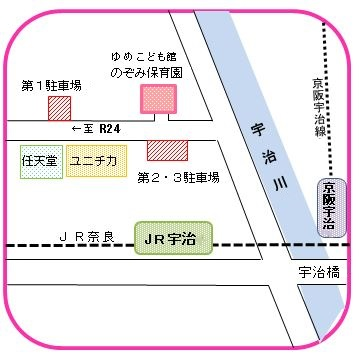 ゆめこども館
のぞみ保育園
第1駐車場
←至 R24
任天堂
ユニチカ
第2・3駐車場
宇治川
京阪宇治線
京阪宇治
JR奈良
JR宇治
宇治橋